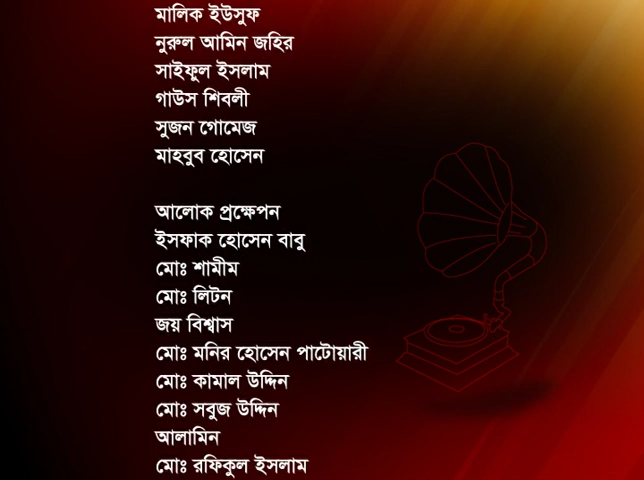 মালিক ইউসুফ
নুরুল আমিন জহির
সাইফুল ইসলাম
গাউস শিবলী
সুজন গোমেজ
মাহবুব হোসেন
আলোক প্রক্ষেপন
ইসফাক হোসেন বাবু
মোঃ শামীম
মোঃ লিটন
জয় বিশ্বাস
মোঃ মনির হোসেন পাটোয়ারী
মোঃ কামাল উদ্দিন
মোঃ সবুজ উদ্দিন
আলামিন
মোঃ রফিকুল ইসলাম